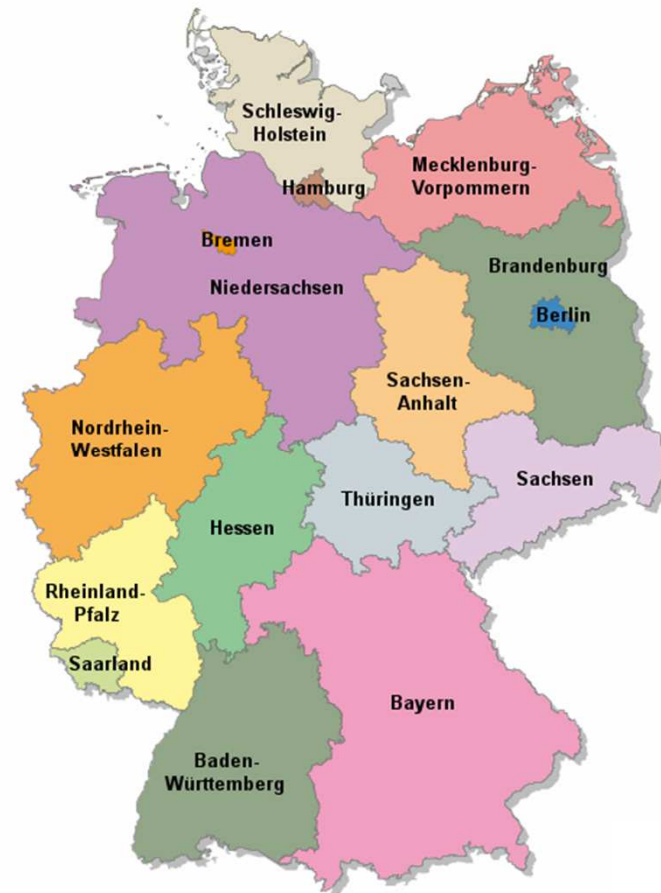 Schleswig-
Holstein
Mecklenburg-
Vorpommern
Hamburg
Bremen
Brandenburg
Niedersachsen
Berlin
Sachsen-
Anhalt
Nordrhein-
Westfalen
Sachsen
Thüringen
Hessen
Rheinland-
Pfalz
Saarland
Bayern
Baden-
Württemberg